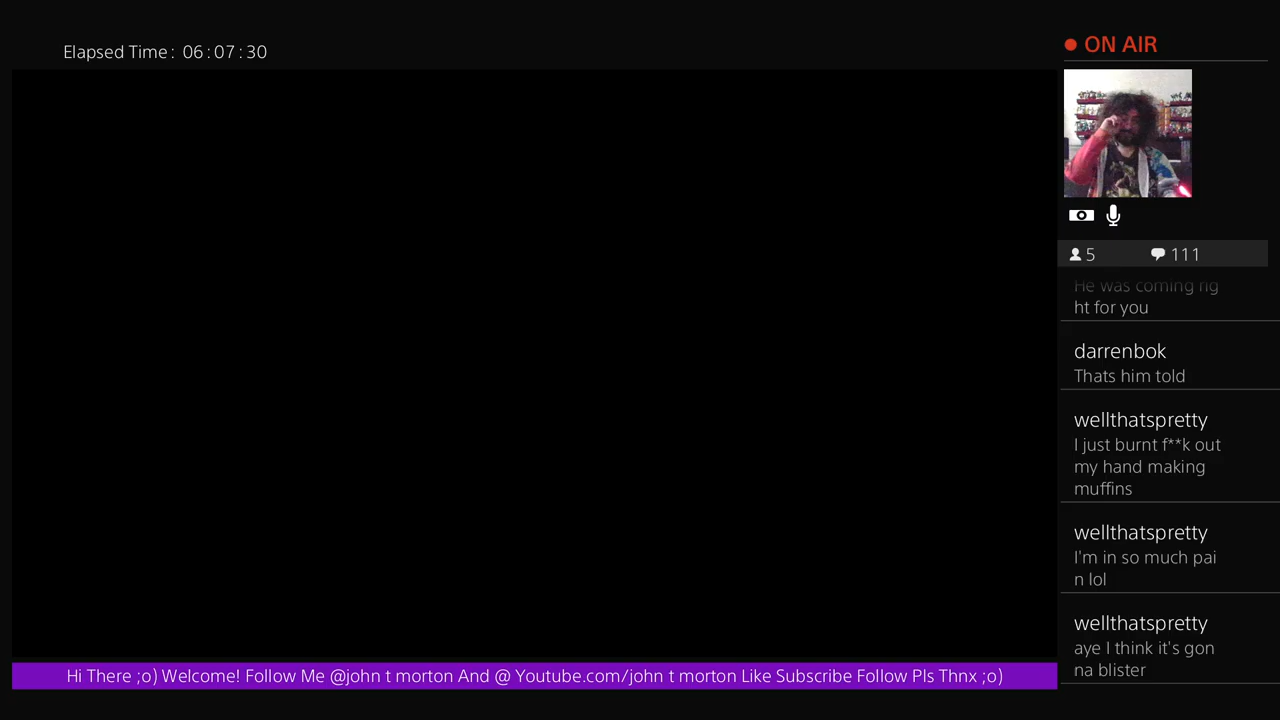 Elapsed Time: 06:07:30
ON AIR
5 111
He was coming rig
ht for you
darrenbok
Thats him told
wellthatspretty
I just burnt f**k out
my hand making
muffins
wellthatspretty
I'm in so much pai
n lol
wellthatspretty
aye I think it's gon
na blister
Hi There ;o) Welcome! Follow Me @john t morton And @ Youtube.com/john t morton Like Subscribe Follow Pls Thnx ;o)